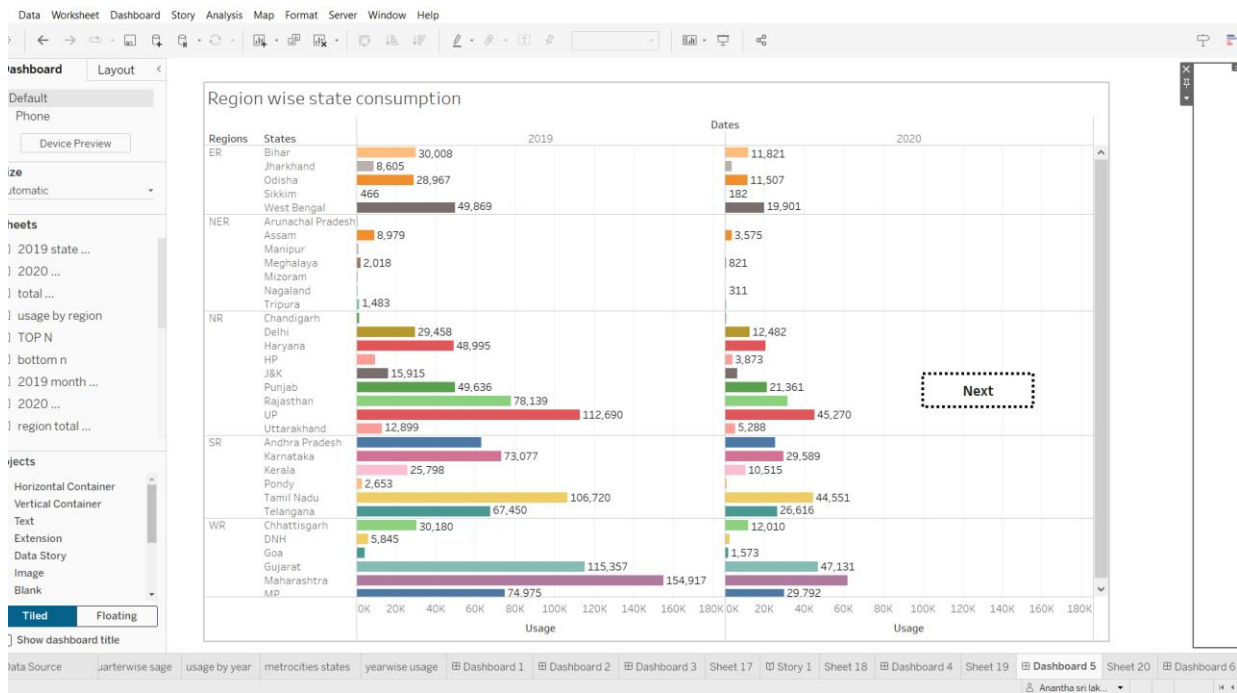 Data Worksheet Dashboard Story Analysis Map Format Server Window Help
Dashboard Layout
Default
Phone
Device Preview
ize
utomatic
heets
2019 state ...
2020 ...
total ...
usage by region
TOP N
bottom n
2019 month ...
2020 ...
region total ...
jects
Horizontal Container
Vertical Container
Text
Extension
Data Story
Image
Blank
Tiled Floating
Show dashboard title
Region wise state consumption
Dates
Regions States 2019 2020
ER Bihar 30,008 11,821
Jharkhand 8,605
Odisha 28,967 11,507
Sikkim 466 182
West Bengal 49,869 19,901
NER Arunachal Pradesh
Assam 8,979 3,575
Manipur
Meghalaya 2,018 821
Mizoram
Nagaland 311
Tripura 1,483
NR Chandigarh
Delhi 29,458 12,482
Haryana 48,995
HP 3,873
J&K 15,915
Punjab 49,636 21,361
Rajasthan 78,139
UP 112,690 45,270
Uttarakhand 12,899 5,288
SR Andhra Pradesh
Karnataka 73,077 29,589
Kerala 25,798 10,515
Pondy 2,653
Tamil Nadu 106,720 44,551
Telangana 67,450 26,616
WR Chhattisgarh 30,180 12,010
DNH 5,845
Goa 1,573
Gujarat 115,357 47,131
Maharashtra 154,917
MP 74,975 29,792
0K 20K 40K 60K 80K 100K 120K 140K 160K 180K 0K 20K 40K 60K 80K 100K 120K 140K 160K 180K
Usage Usage
Next
Data Source uarterwise sage usage by year metrocities states yearwise usage Dashboard 1 Dashboard 2 Dashboard 3 Sheet 17 Story 1 Sheet 18 Dashboard 4 Sheet 19 Dashboard 5 Sheet 20 Dashboard 6
Anantha sri lak...